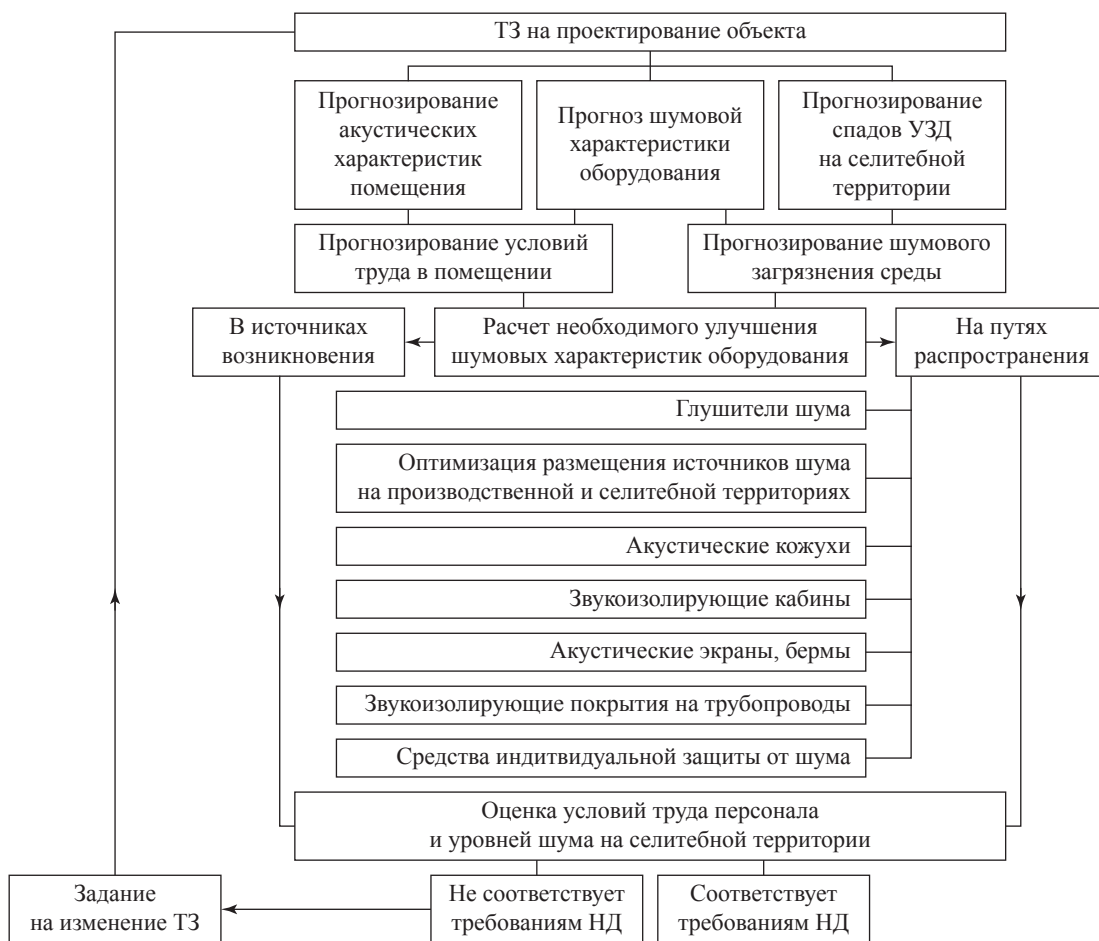 ТЗ на проектирование объекта
Прогнозирование
акустических
характеристик
помещения
Прогноз шумовой
характеристики
оборудования
Прогнозирование
спадов УЗД
на селитебной
территории
Прогнозирование условий
труда в помещении
Прогнозирование шумового
загрязнения среды
В источниках
возникновения
Расчет необходимого улучшения
шумовых характеристик оборудования
На путях
распространения
Глушители шума
Оптимизация размещения источников шума
на производственной и селитебной территориях
Акустические кожухи
Звукоизолирующие кабины
Акустические экраны, бермы
Звукоизолирующие покрытия на трубопроводы
Средства индитвидуальной защиты от шума
Оценка условий труда персонала
и уровней шума на селитебной территории
Задание
на изменение ТЗ
Не соответствует
требованиям НД
Соответствует
требованиям НД